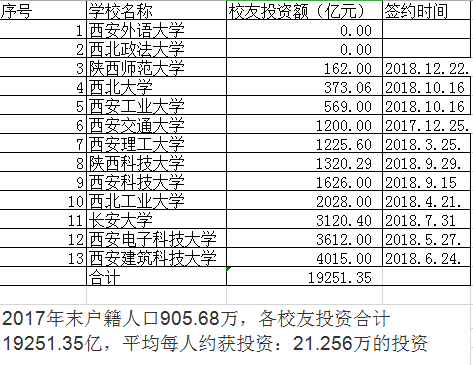 序号 学校名称 校友投资额（亿元） 签约时间
1 西安外语大学 0.00
2 西北政法大学 0.00
3 陕西师范大学 162.00 2018.12.22.
4 西北大学 373.06 2018.10.16
5 西安工业大学 569.00 2018.10.16
6 西安交通大学 1200.00 2017.12.25.
7 西安理工大学 1225.60 2018.3.25.
8 陕西科技大学 1320.29 2018.9.29.
9 西安科技大学 1626.00 2018.9.15
10 西北工业大学 2028.00 2018.4.21.
11 长安大学 3120.40 2018.7.31
12 西安电子科技大学 3612.00 2018.5.27.
13 西安建筑科技大学 4015.00 2018.6.24.
合计 19251.35
2017年末户籍人口905.68万，各校友投资合计
19251.35亿，平均每人约获投资：21.256万的投资